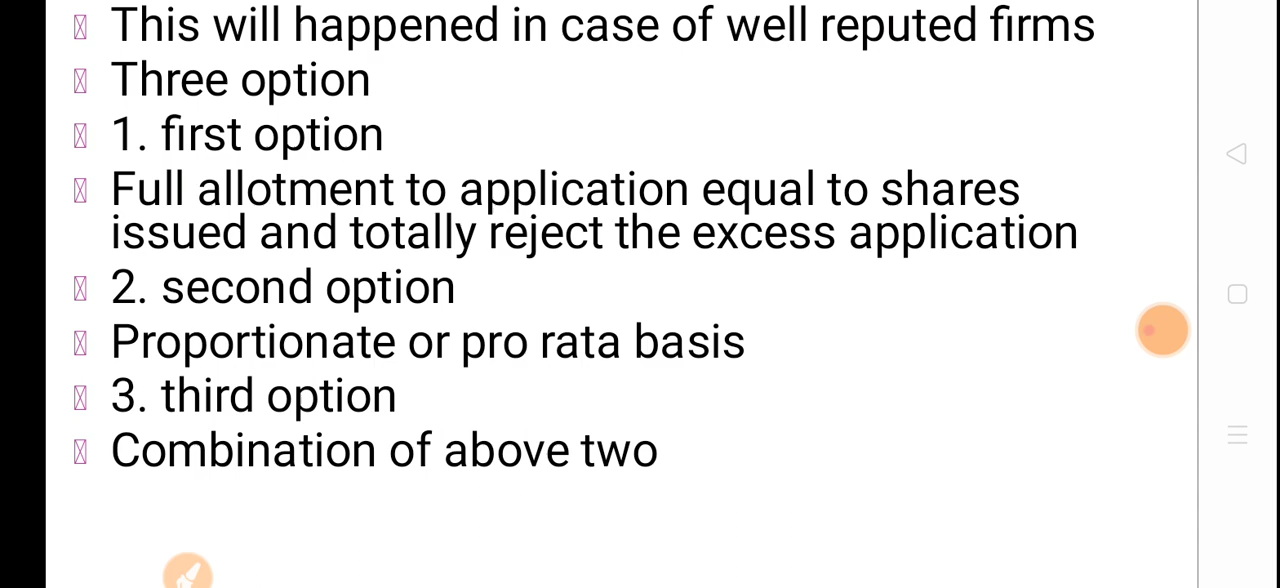 This will happened in case of well reputed firms
Three option
1. first option
Full allotment to application equal to shares
issued and totally reject the excess application
2. second option
Proportionate or pro rata basis
3. third option
Combination of above two